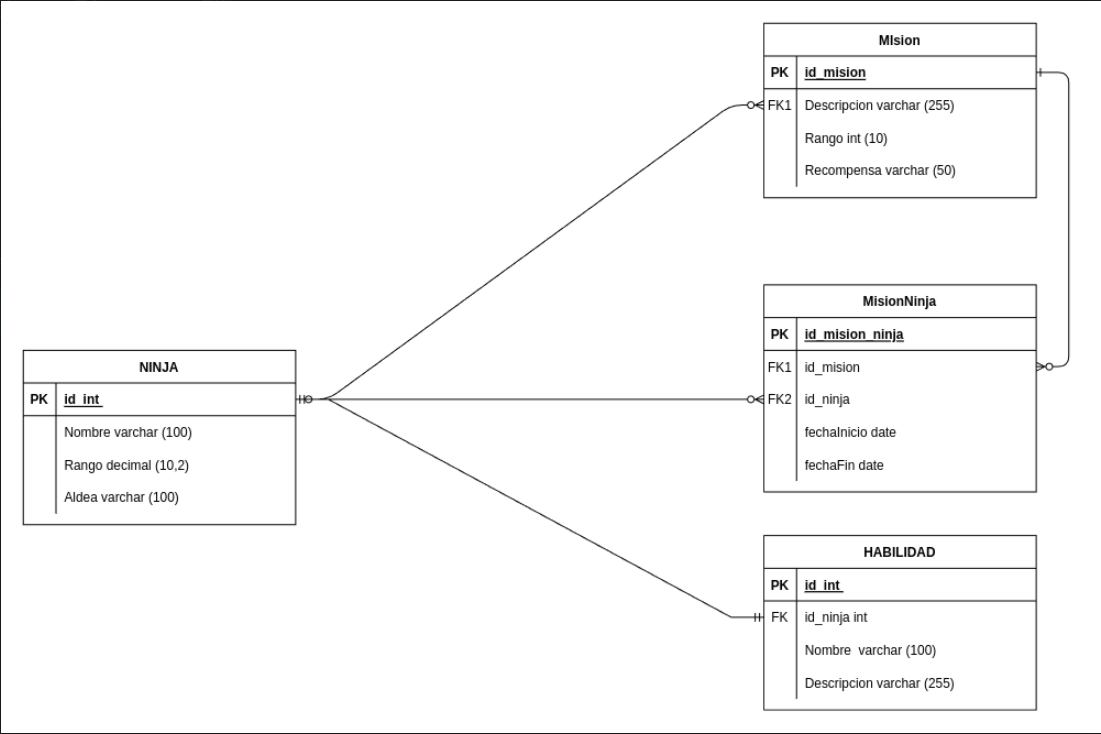 MIsion
PK id_mision
FK1 Descripcion varchar (255)
Rango int (10)
Recompensa varchar (50)
MisionNinja
PK id_mision_ninja
FK1 id_mision
FK2 id_ninja
fechaInicio date
fechaFin date
NINJA
PK id_int
Nombre varchar (100)
Rango decimal (10,2)
Aldea varchar (100)
HABILIDAD
PK id_int
FK id_ninja int
Nombre varchar (100)
Descripcion varchar (255)